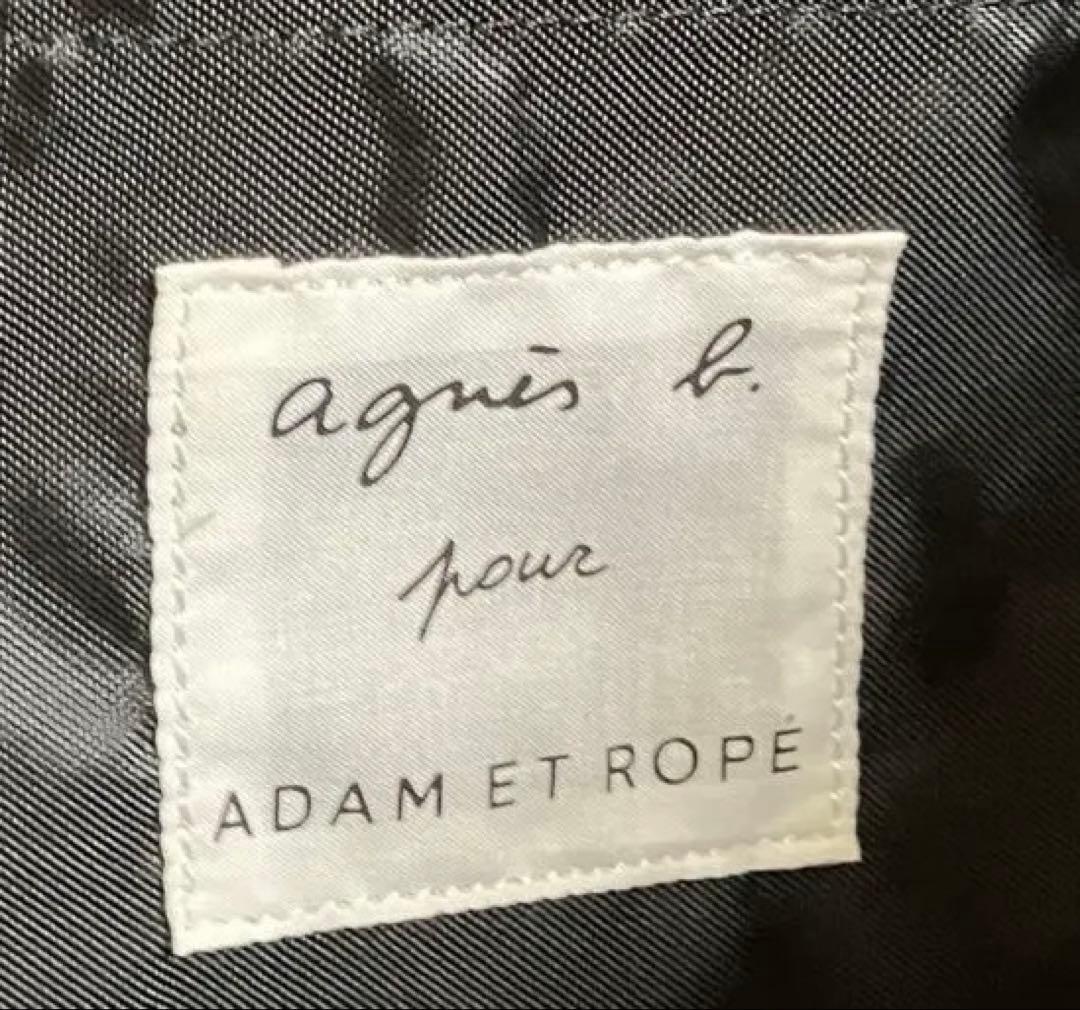 agnès b.
pour
ADAM ET ROPÉ